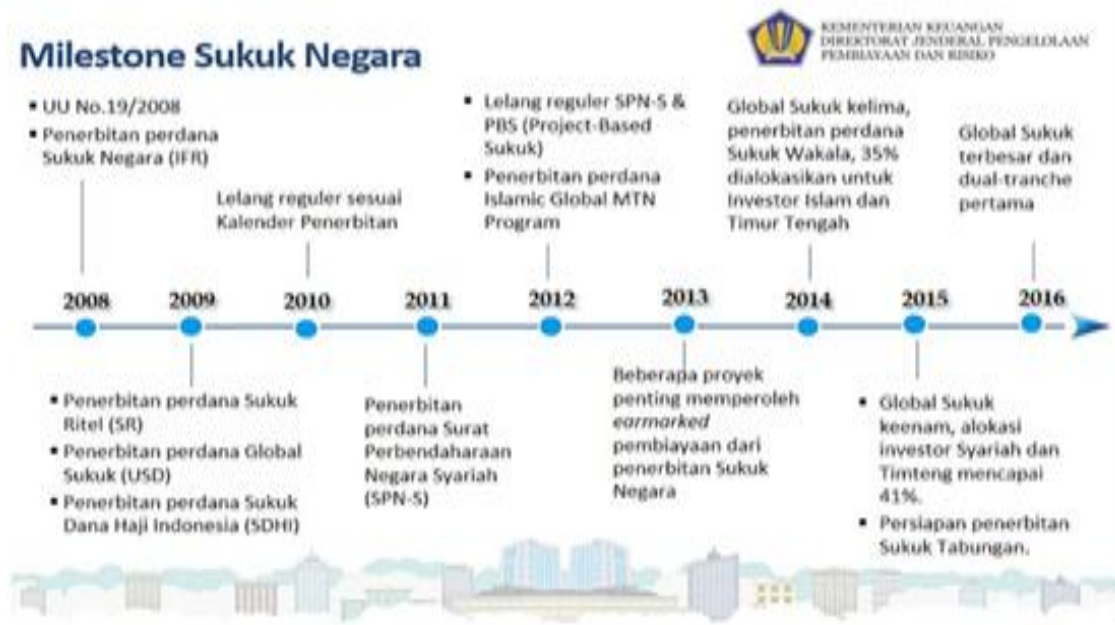 Milestone Sukuk Negara
KEMENTERIAN KEUANGAN
DIREKTORAT JENDERAL PENGELOLAAN
PEMBIAYAAN DAN RISIKO
▪ UU No.19/2008
▪ Penerbitan perdana
Sukuk Negara (IFR)
Lelang reguler sesuai
Kalender Penerbitan
▪ Lelang reguler SPN-S &
PBS (Project-Based
Sukuk)
▪ Penerbitan perdana
Islamic Global MTN
Program
Global Sukuk kelima,
penerbitan perdana
Sukuk Wakala, 35%
dialokasikan untuk
Investor Islam dan
Timur Tengah
Global Sukuk
terbesar dan
dual-tranche
pertama
2008 2009 2010 2011 2012 2013 2014 2015 2016
▪ Penerbitan perdana Sukuk
Ritel (SR)
▪ Penerbitan perdana Global
Sukuk (USD)
▪ Penerbitan perdana Sukuk
Dana Haji Indonesia (SDHI)
Penerbitan
perdana Surat
Perbendaharaan
Negara Syariah
(SPN-S)
Beberapa proyek
penting memperoleh
earmarked
pembiayaan dari
penerbitan Sukuk
Negara
▪ Global Sukuk
keenam, alokasi
investor Syariah dan
Timteng mencapai
41%.
▪ Persiapan penerbitan
Sukuk Tabungan.